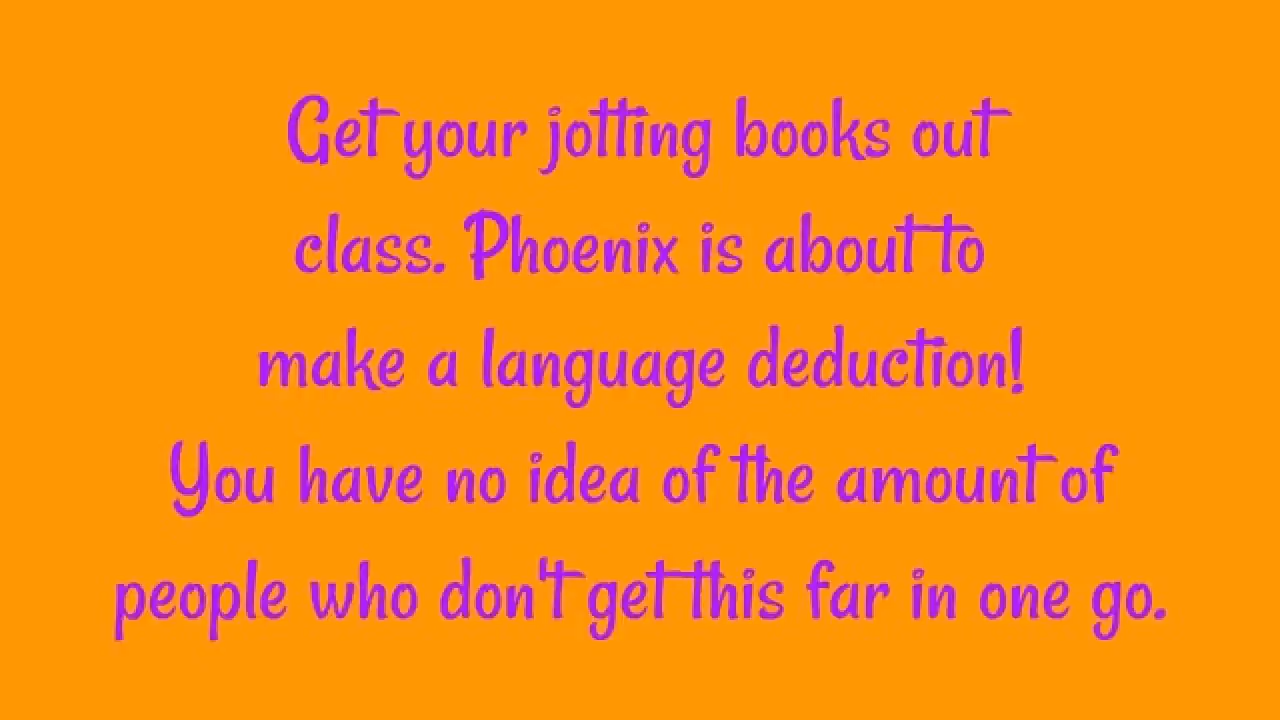 Get your jotting books out
class. Phoenix is about to
make a language deduction!
You have no idea of the amount of
people who don't get this far in one go.